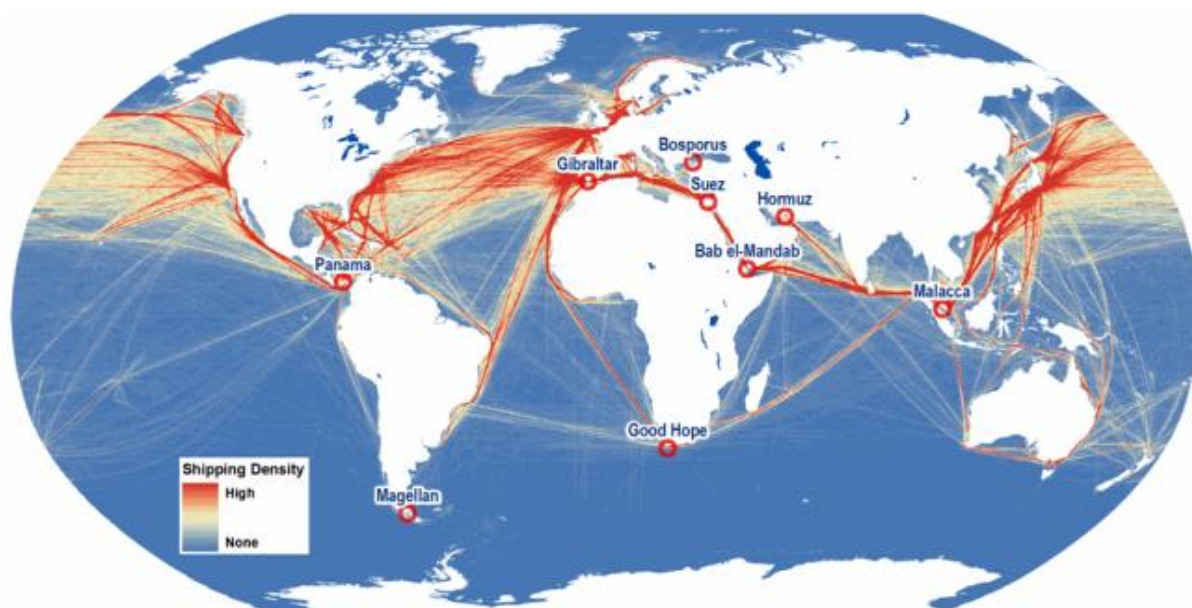 Bosporus
Gibraltar
Suez
Hormuz
Bab el-Mandab
Panama
Malacca
Good Hope
Shipping Density
High
None
Magellan